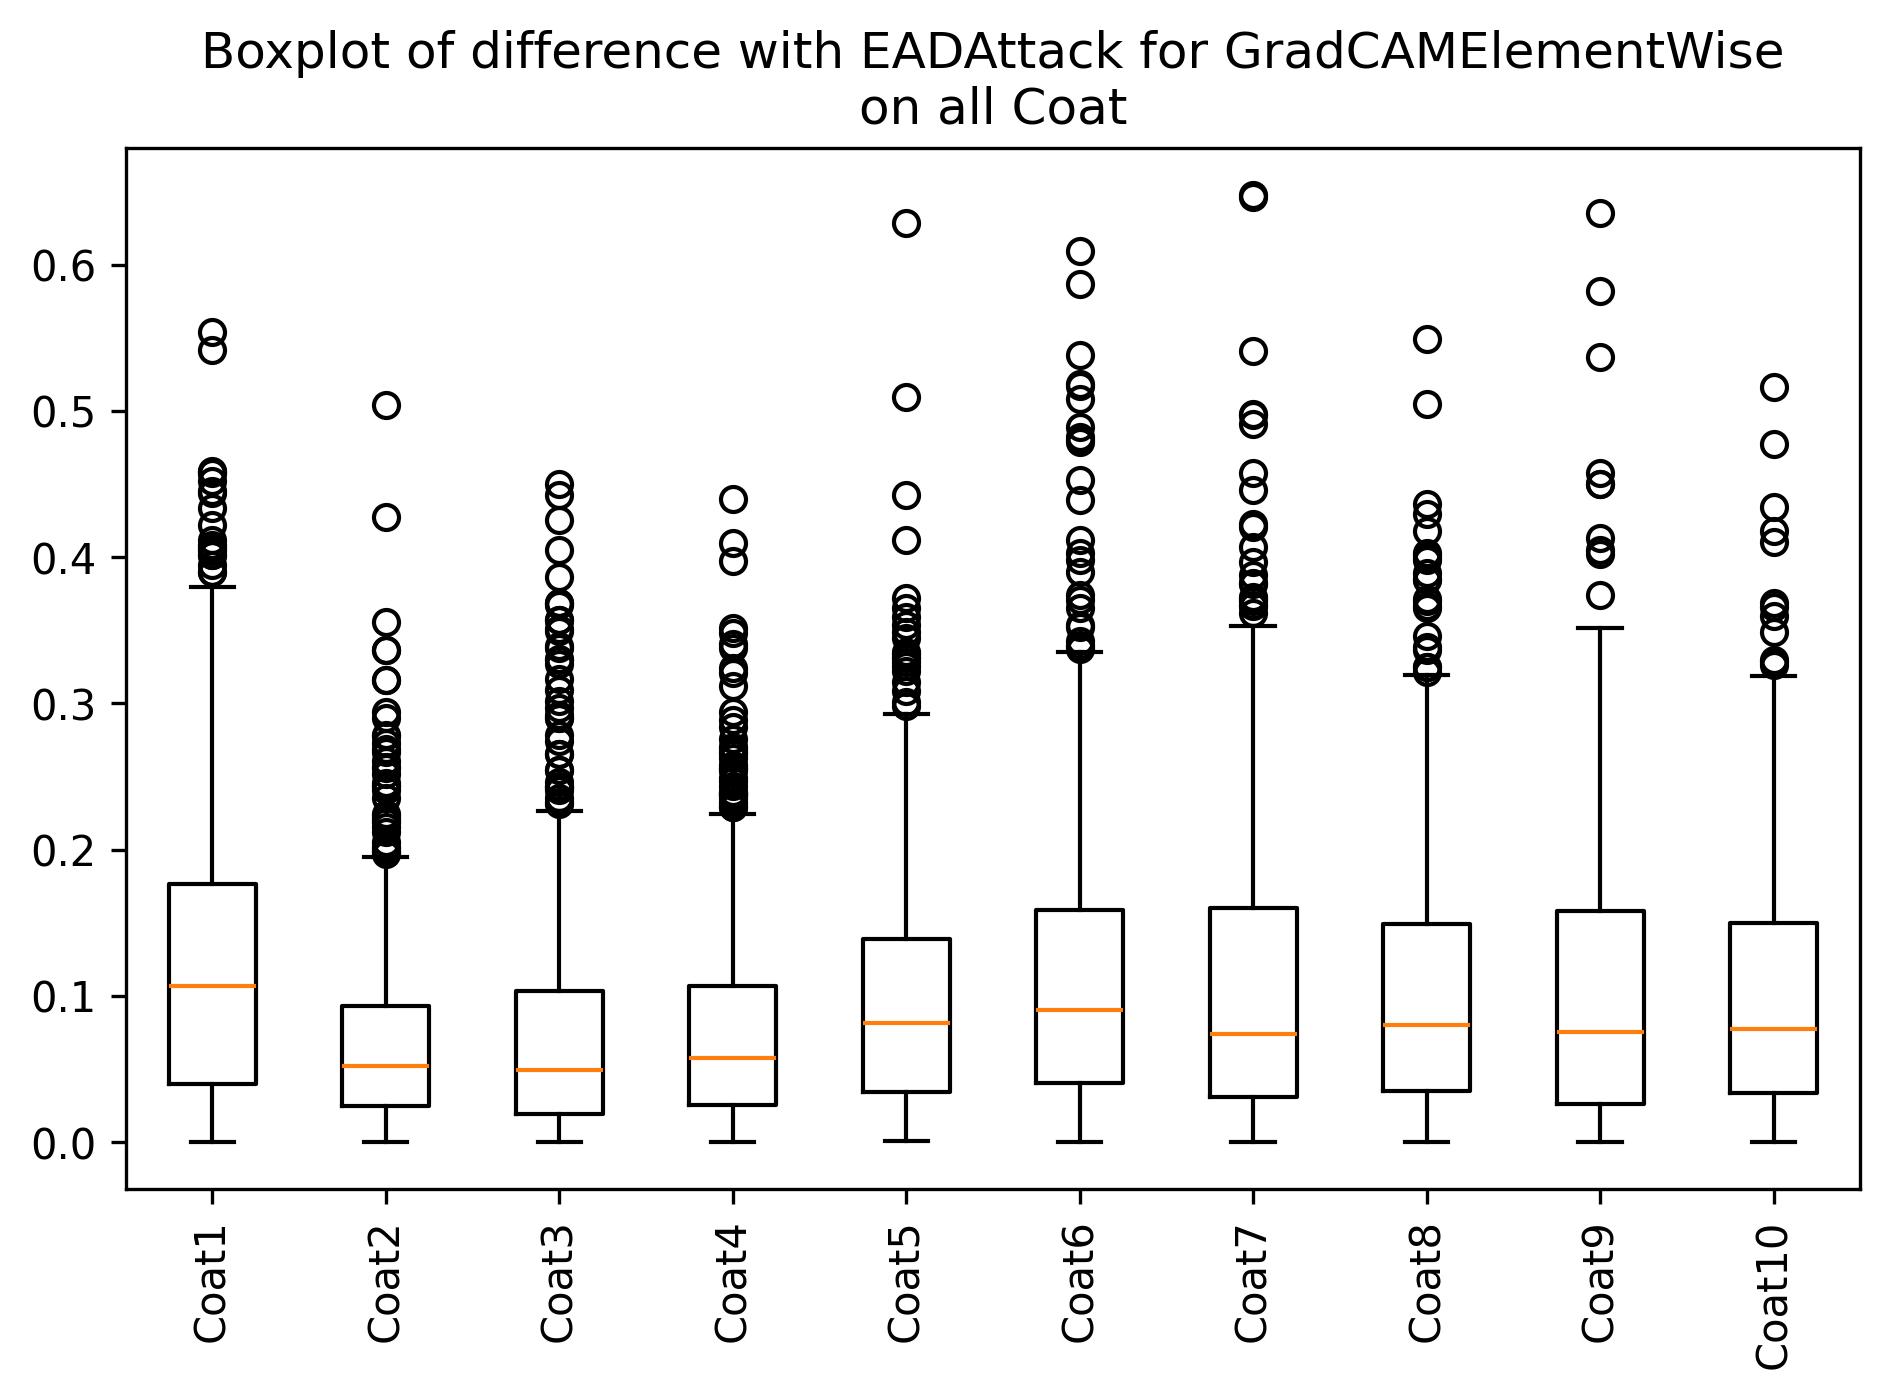 Boxplot of difference with EADAttack for GradCAMElementWise
on all Coat
0.6
0.5
0.4
0.3
0.2
0.1
0.0
Coat1
Coat2
Coat3
Coat4
Coat5
Coat6
Coat7
Coat8
Coat9
Coat10